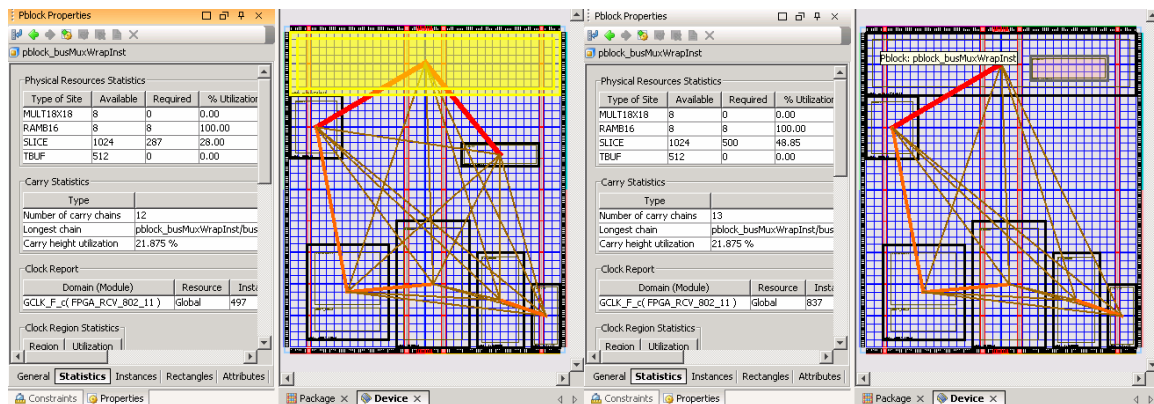 Pblock Properties
pblock_busMuxWrapInst
Physical Resources Statistics
Type of Site Available Required % Utilization
MULT18X18 8 0 0.00
RAMB16 8 8 100.00
SLICE 1024 287 28.00
TBUF 512 0 0.00
Carry Statistics
Type
Number of carry chains 12
Longest chain pblock_busMuxWrapInst/bus
Carry height utilization 21.875 %
Clock Report
Domain (Module) Resource Insta
GCLK_F_c( FPGA_RCV_802_11 ) Global 497
Clock Region Statistics
Region Utilization
General Statistics Instances Rectangles Attributes
Constraints Properties
Package Device
Pblock Properties
pblock_busMuxWrapInst
Physical Resources Statistics
Type of Site Available Required % Utilization
MULT18X18 8 0 0.00
RAMB16 8 8 100.00
SLICE 1024 500 48.85
TBUF 512 0 0.00
Carry Statistics
Type
Number of carry chains 13
Longest chain pblock_busMuxWrapInst/bus
Carry height utilization 21.875 %
Clock Report
Domain (Module) Resource Insta
GCLK_F_c( FPGA_RCV_802_11 ) Global 837
Clock Region Statistics
Region Utilization
General Statistics Instances Rectangles Attributes
Constraints Properties
Pblock: pblock_busMuxWrapInst
Package Device